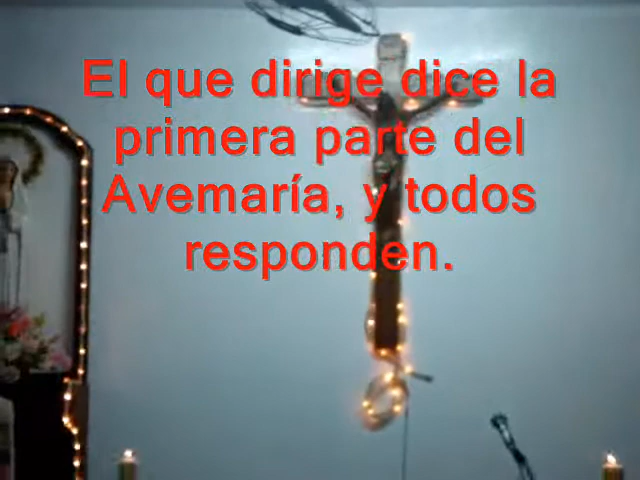 El que dirige dice la
primera parte del
Avemaría, y todos
responden.